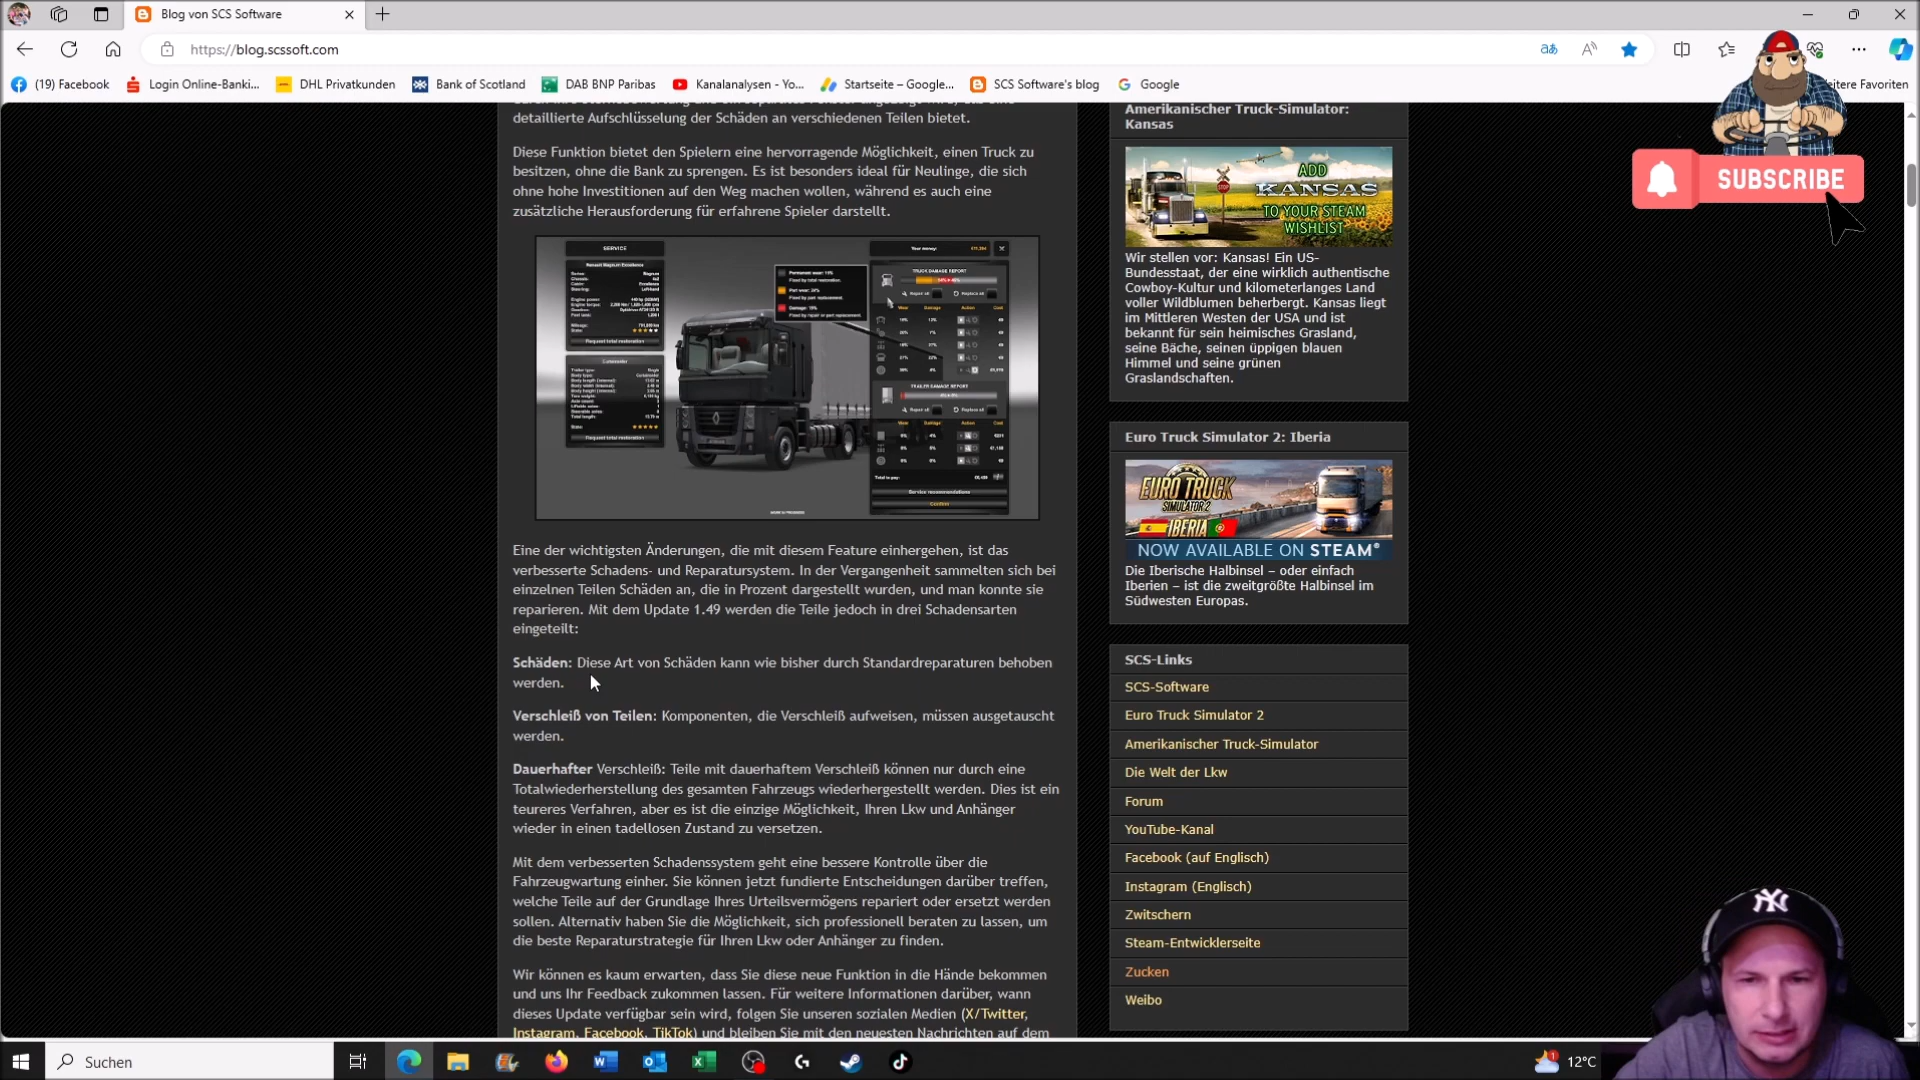 Blog von SCS Software
https://blog.scssoft.com
(19) Facebook
Login Online-Banki...
DHL Privatkunden
Bank of Scotland
DAB BNP Paribas
Kanalanalysen - Yo...
Startseite – Google...
SCS Software's blog
Google
eitere Favoriten
SUBSCRIBE
detaillierte Aufschlüsselung der Schäden an verschiedenen Teilen bietet.
Diese Funktion bietet den Spielern eine hervorragende Möglichkeit, einen Truck zu
besitzen, ohne die Bank zu sprengen. Es ist besonders ideal für Neulinge, die sich
ohne hohe Investitionen auf den Weg machen wollen, während es auch eine
zusätzliche Herausforderung für erfahrene Spieler darstellt.
SERVICE
Your money:
TRUCK DAMAGE REPORT
TRAILER DAMAGE REPORT
Request total restoration
Request total restoration
Service recommendations
Confirm
Eine der wichtigsten Änderungen, die mit diesem Feature einhergehen, ist das
verbesserte Schadens- und Reparatursystem. In der Vergangenheit sammelten sich bei
einzelnen Teilen Schäden an, die in Prozent dargestellt wurden, und man konnte sie
reparieren. Mit dem Update 1.49 werden die Teile jedoch in drei Schadensarten
eingeteilt:
Schäden: Diese Art von Schäden kann wie bisher durch Standardreparaturen behoben
werden.
Verschleiß von Teilen: Komponenten, die Verschleiß aufweisen, müssen ausgetauscht
werden.
Dauerhafter Verschleiß: Teile mit dauerhaftem Verschleiß können nur durch eine
Totalwiederherstellung des gesamten Fahrzeugs wiederhergestellt werden. Dies ist ein
teureres Verfahren, aber es ist die einzige Möglichkeit, Ihren Lkw und Anhänger
wieder in einen tadellosen Zustand zu versetzen.
Mit dem verbesserten Schadenssystem geht eine bessere Kontrolle über die
Fahrzeugwartung einher. Sie können jetzt fundierte Entscheidungen darüber treffen,
welche Teile auf der Grundlage Ihres Urteilsvermögens repariert oder ersetzt werden
sollen. Alternativ haben Sie die Möglichkeit, sich professionell beraten zu lassen, um
die beste Reparaturstrategie für Ihren Lkw oder Anhänger zu finden.
Wir können es kaum erwarten, dass Sie diese neue Funktion in die Hände bekommen
und uns Ihr Feedback zukommen lassen. Für weitere Informationen darüber, wann
dieses Update verfügbar sein wird, folgen Sie unseren sozialen Medien (X/Twitter,
Instagram, Facebook, TikTok) und bleiben Sie mit den neuesten Nachrichten auf dem
Amerikanischer Truck-Simulator:
Kansas
ADD
KANSAS
TO YOUR STEAM
WISHLIST
Wir stellen vor: Kansas! Ein US-
Bundesstaat, der eine wirklich authentische
Cowboy-Kultur und kilometerlanges Land
voller Wildblumen beherbergt. Kansas liegt
im Mittleren Westen der USA und ist
bekannt für sein heimisches Grasland,
seine Bäche, seinen üppigen blauen
Himmel und seine grünen
Graslandschaften.
Euro Truck Simulator 2: Iberia
EURO TRUCK
SIMULATOR 2
IBERIA
NOW AVAILABLE ON STEAM®
Die Iberische Halbinsel – oder einfach
Iberien – ist die zweitgrößte Halbinsel im
Südwesten Europas.
SCS-Links
SCS-Software
Euro Truck Simulator 2
Amerikanischer Truck-Simulator
Die Welt der Lkw
Forum
YouTube-Kanal
Facebook (auf Englisch)
Instagram (Englisch)
Zwitschern
Steam-Entwicklerseite
Zucken
Weibo
Suchen
12°C